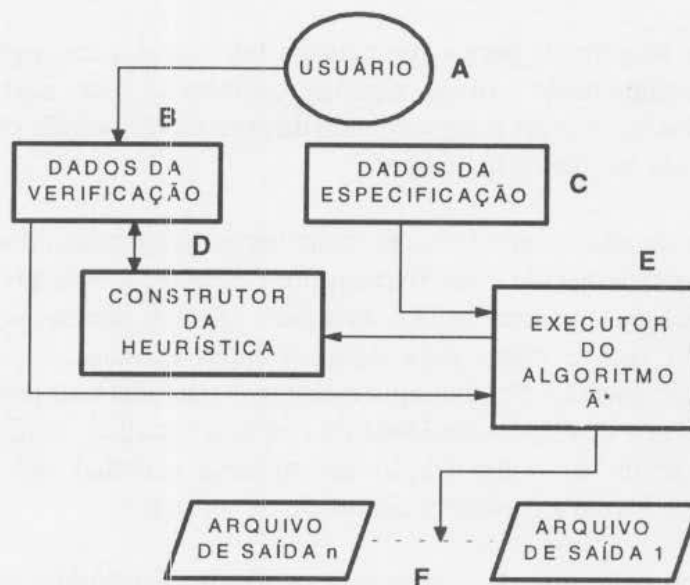 USUÁRIO
A
B
DADOS DA
VERIFICAÇÃO
DADOS DA
ESPECIFICAÇÃO
C
D
E
CONSTRUTOR
DA
HEURÍSTICA
EXECUTOR
DO
ALGORITMO
Ã*
ARQUIVO
DE SAÍDA n
ARQUIVO
DE SAÍDA 1
F